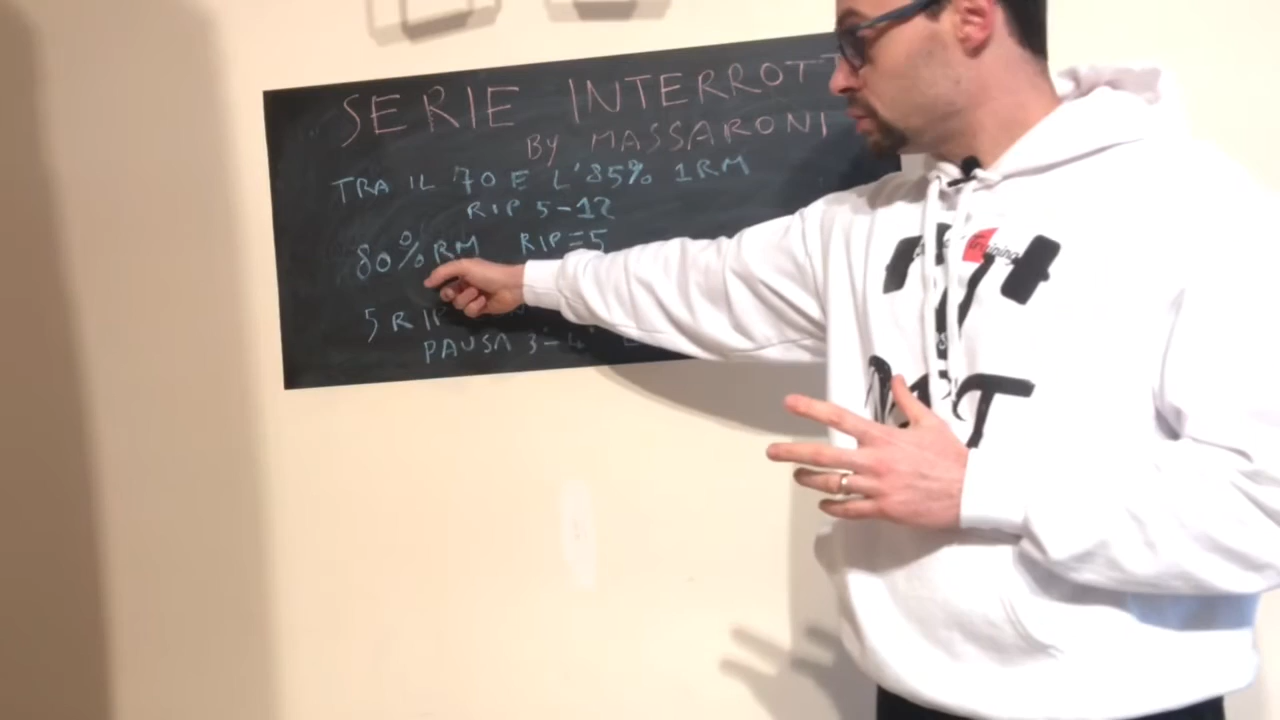 SERIE INTERROTT
BY MASSARONI
TRA IL 70 E L'85% 1RM
RIP 5-12
80% RM RIP=5
5 RIP
PAUSA 3'-4'
training